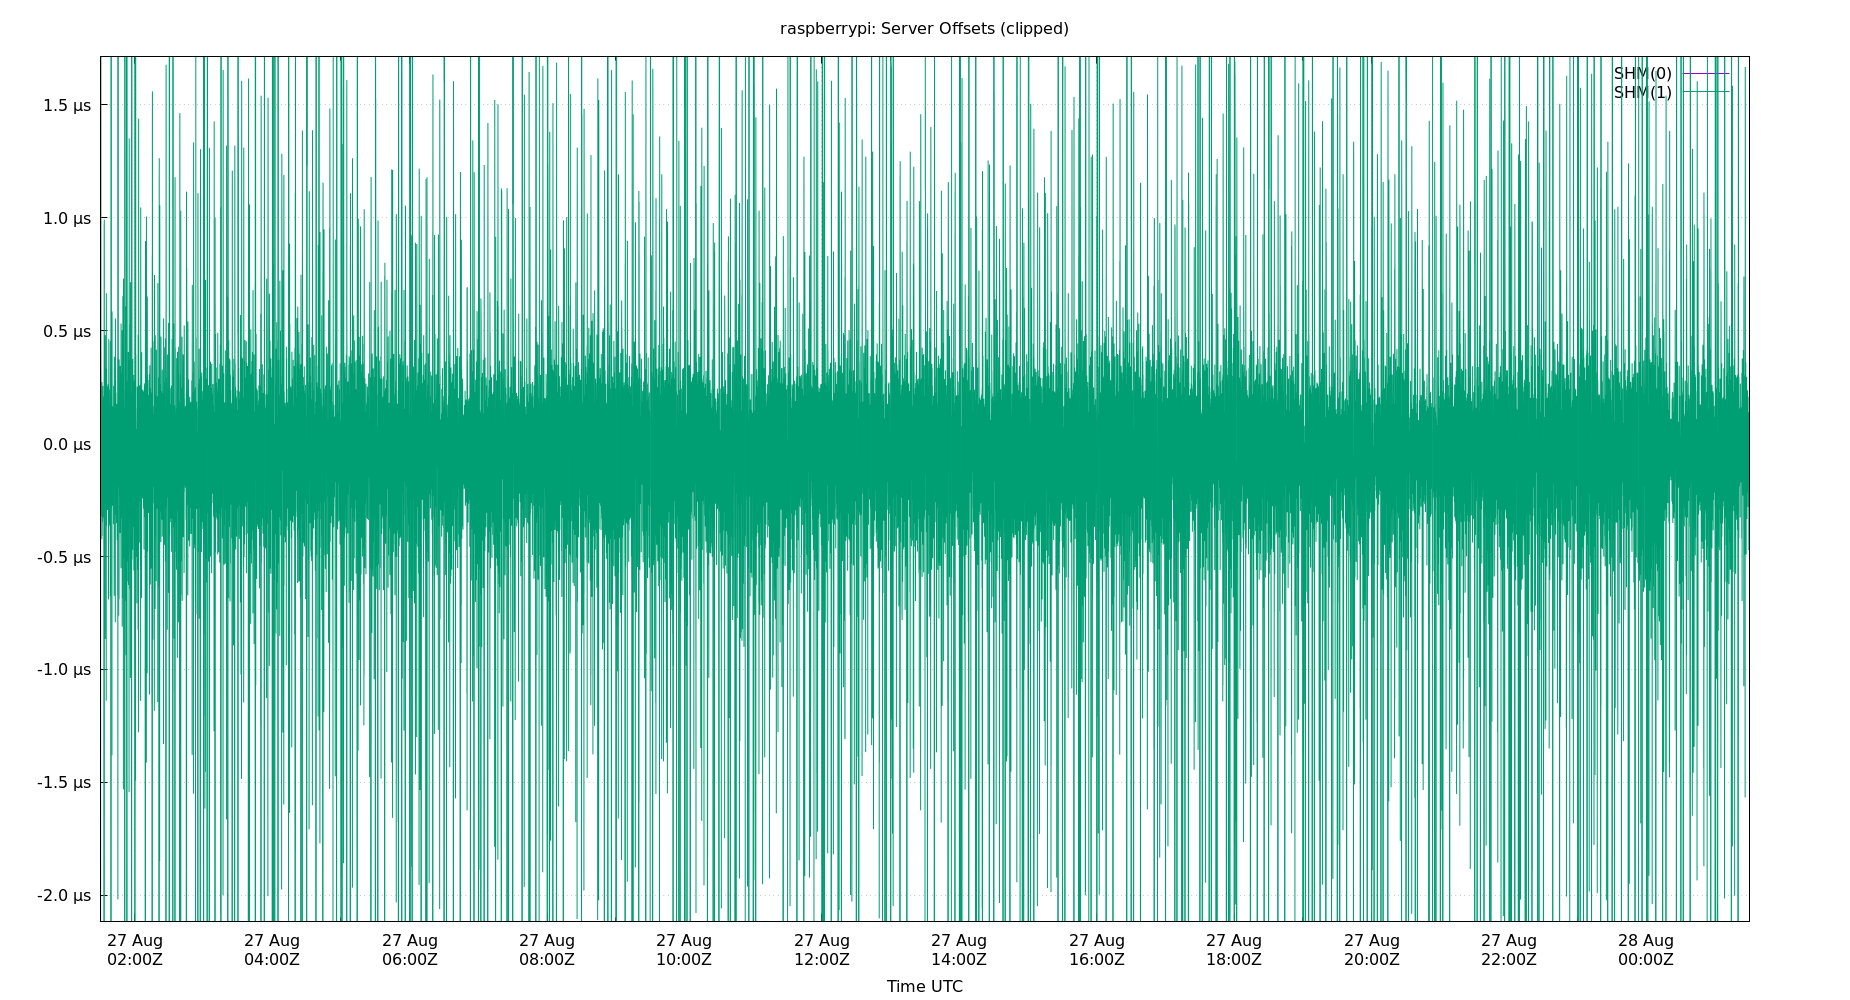 raspberrypi: Server Offsets (clipped)
SHM(0)
SHM(1)
1.5 μs
1.0 μs
0.5 μs
0.0 μs
-0.5 μs
-1.0 μs
-1.5 μs
-2.0 μs
27 Aug 27 Aug 27 Aug 27 Aug 27 Aug 27 Aug 27 Aug 27 Aug 27 Aug 27 Aug 27 Aug 28 Aug
02:00Z 04:00Z 06:00Z 08:00Z 10:00Z 12:00Z 14:00Z 16:00Z 18:00Z 20:00Z 22:00Z 00:00Z
Time UTC